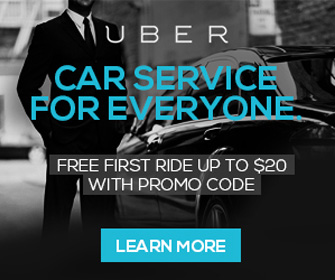 UBER
CAR SERVICE
FOR EVERYONE.
FREE FIRST RIDE UP TO $20
WITH PROMO CODE
LEARN MORE